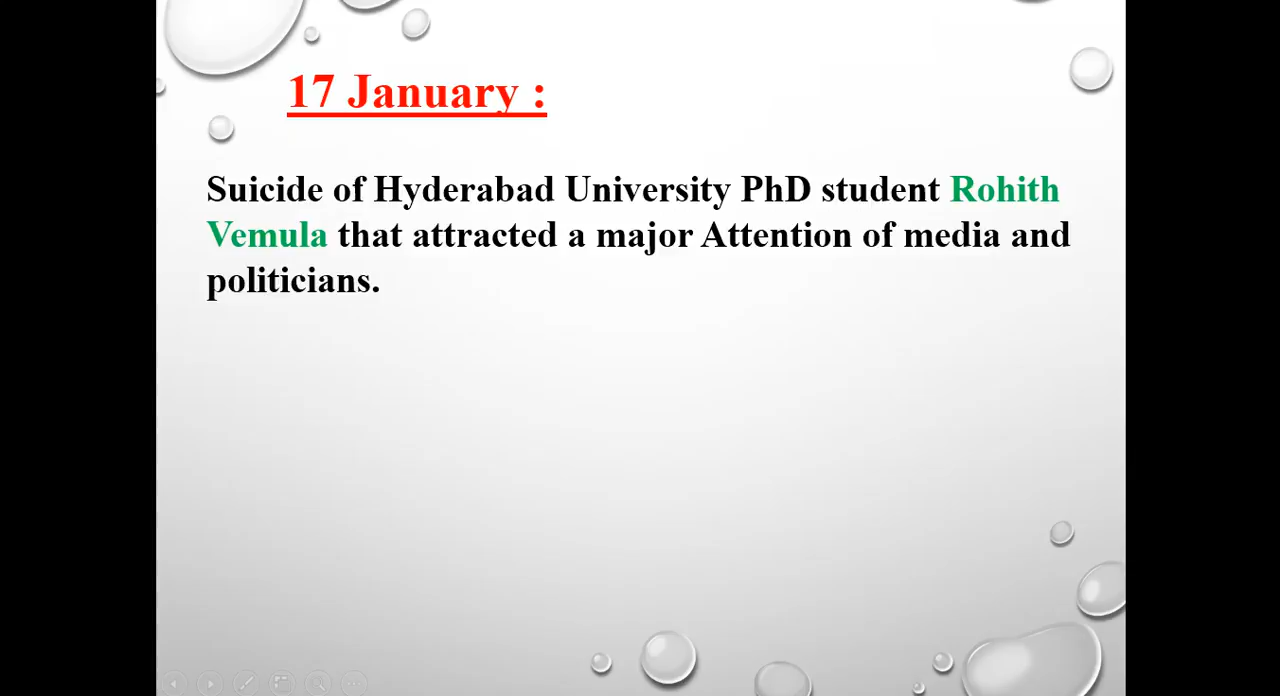 17 January :
Suicide of Hyderabad University PhD student Rohith
Vemula that attracted a major Attention of media and
politicians.